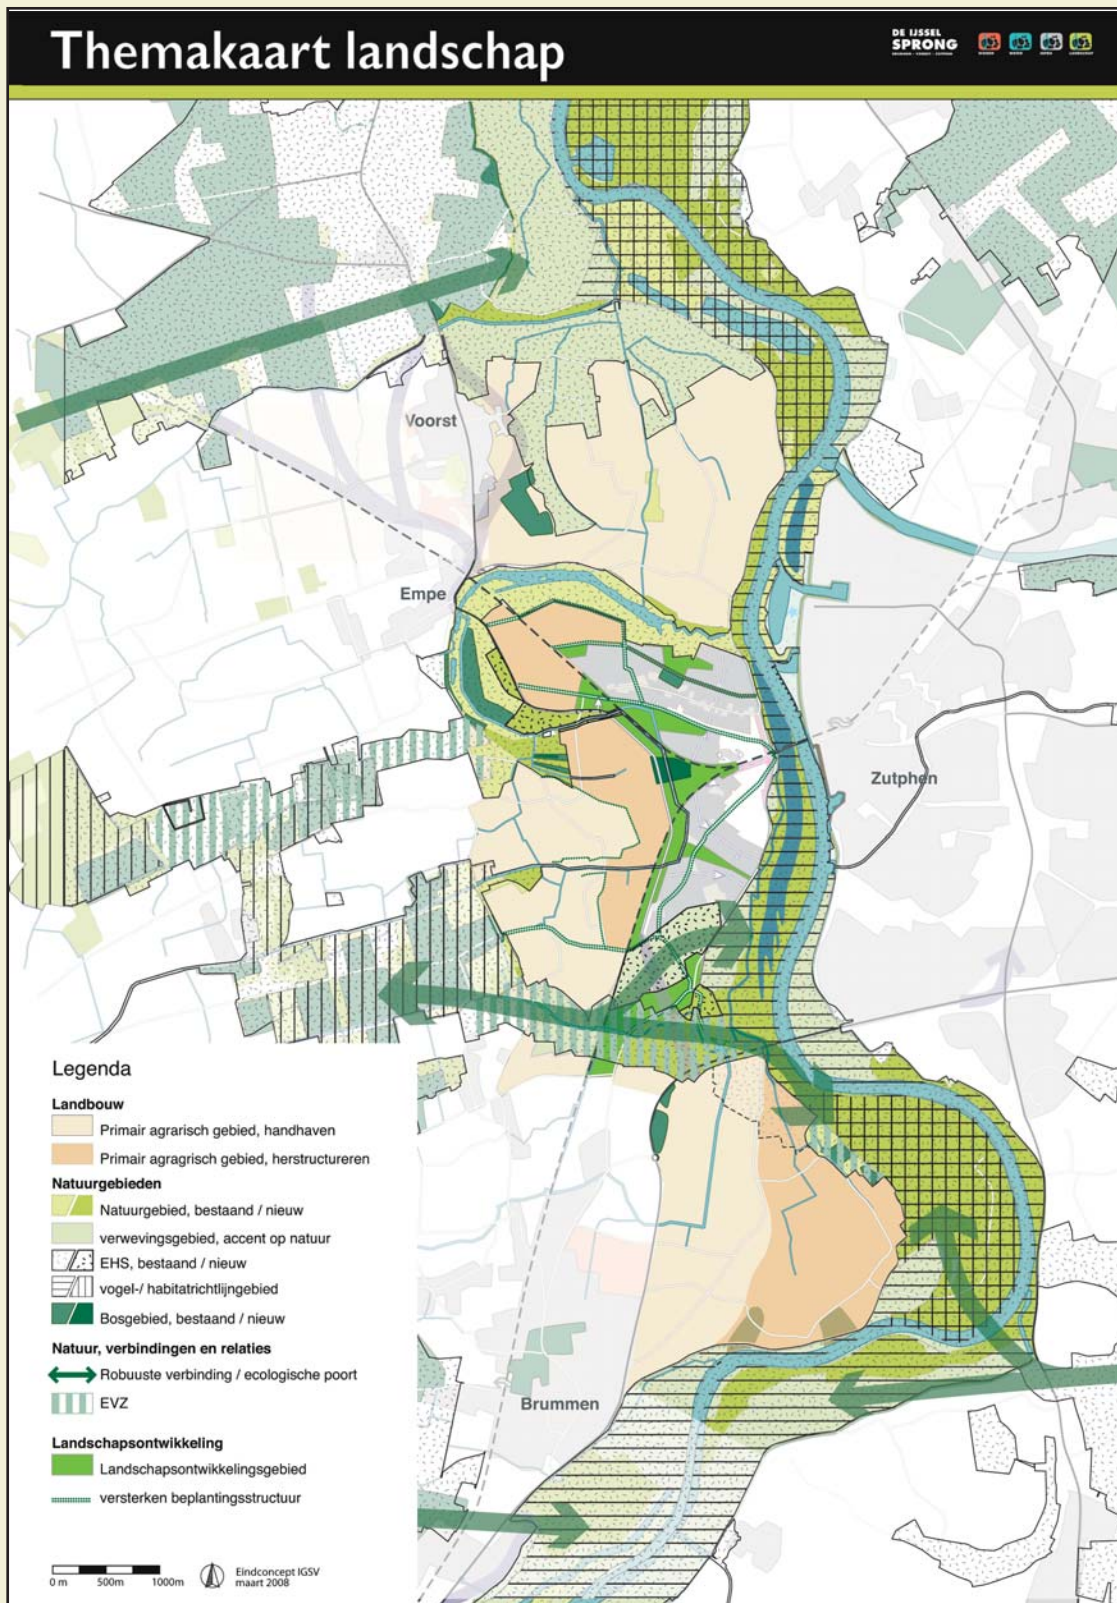 Themakaart landschap
DE IJSSEL
SPRONG
Voorst
Empe
Zutphen
Brummen
Legenda
Landbouw
Primair agrarisch gebied, handhaven
Primair agragrisch gebied, herstructureren
Natuurgebieden
Natuurgebied, bestaand / nieuw
verwevingsgebied, accent op natuur
EHS, bestaand / nieuw
vogel-/ habitatrichtlijngebied
Bosgebied, bestaand / nieuw
Natuur, verbindingen en relaties
Robuuste verbinding / ecologische poort
EVZ
Landschapsontwikkeling
Landschapsontwikkelingsgebied
versterken beplantingsstructuur
0 m 500m 1000m
Eindconcept IGSV
maart 2008